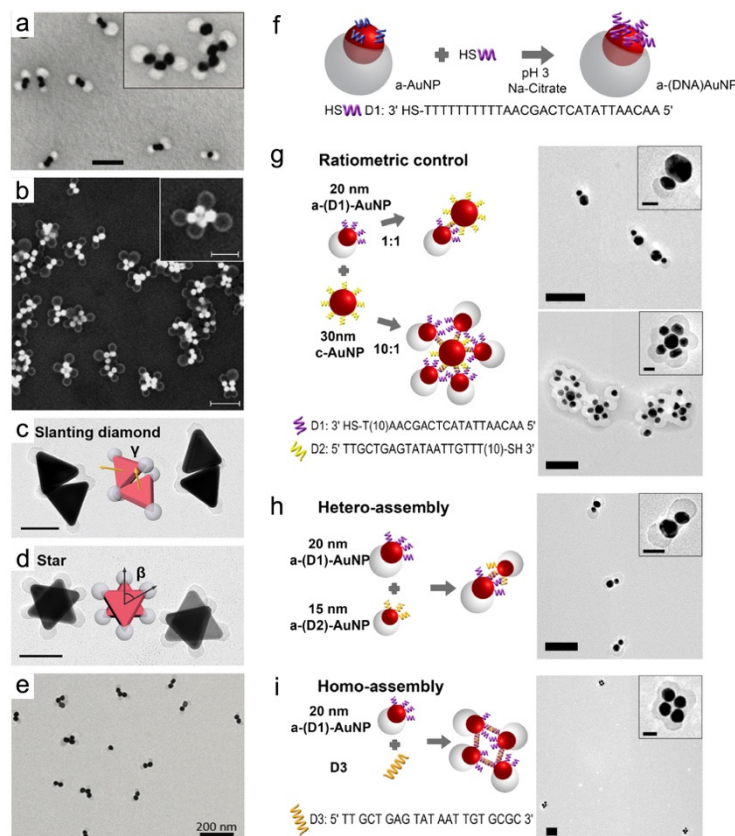 a
b
c Slanting diamond
γ
d Star
β
e
200 nm
f
a-AuNP
HS
pH 3
Na-Citrate
a-(DNA)AuNP
HS D1: 3' HS-TTTTTTTTTTAACGACTCATATTAACAA 5'
g Ratiometric control
20 nm
a-(D1)-AuNP
1:1
30nm
c-AuNP
10:1
D1: 3' HS-T(10)AACGACTCATATTAACAA 5'
D2: 5' TTGCTGAGTATAATTGTTT(10)-SH 3'
h Hetero-assembly
20 nm
a-(D1)-AuNP
15 nm
a-(D2)-AuNP
i Homo-assembly
20 nm
a-(D1)-AuNP
D3
D3: 5' TT GCT GAG TAT AAT TGT GCGC 3'